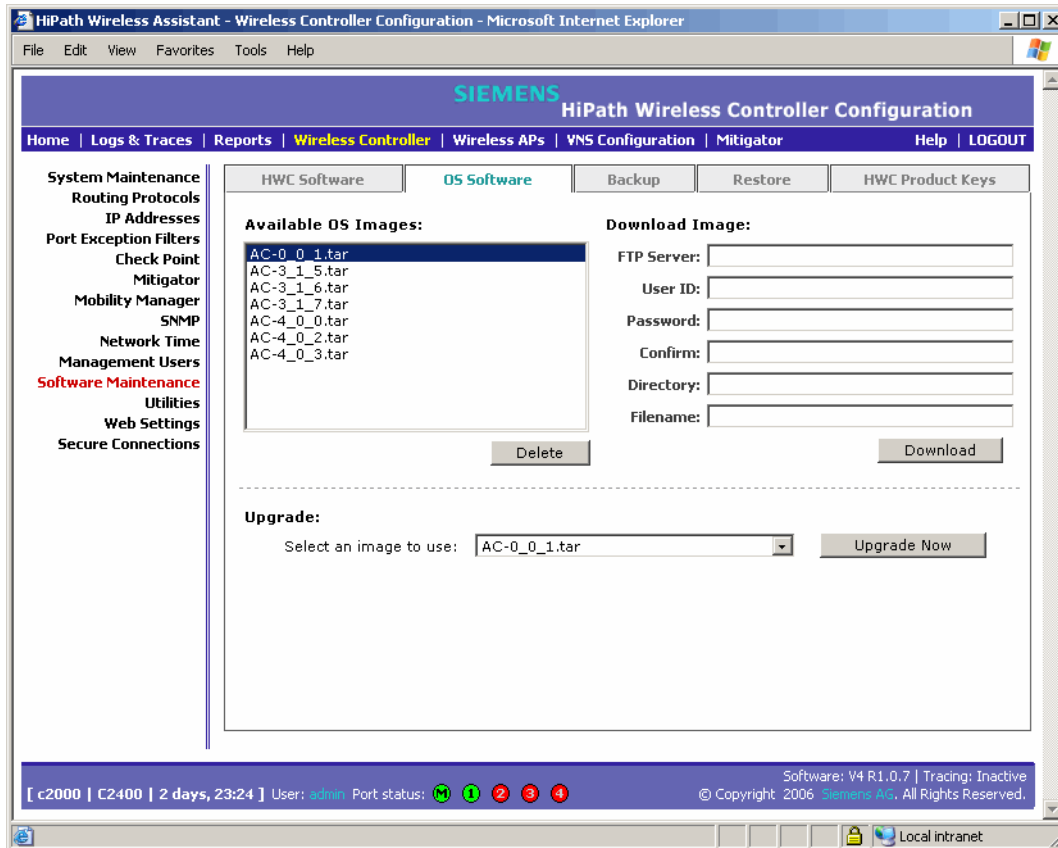 HiPath Wireless Assistant - Wireless Controller Configuration - Microsoft Internet Explorer
File Edit View Favorites Tools Help
SIEMENS
HiPath Wireless Controller Configuration
Home | Logs & Traces | Reports | Wireless Controller | Wireless APs | VNS Configuration | Mitigator Help | LOGOUT
System Maintenance
Routing Protocols
IP Addresses
Port Exception Filters
Check Point
Mitigator
Mobility Manager
SNMP
Network Time
Management Users
Software Maintenance
Utilities
Web Settings
Secure Connections
HWC Software OS Software Backup Restore HWC Product Keys
Available OS Images:
AC-0_0_1.tar
AC-3_1_5.tar
AC-3_1_6.tar
AC-3_1_7.tar
AC-4_0_0.tar
AC-4_0_2.tar
AC-4_0_3.tar
Delete
Download Image:
FTP Server:
User ID:
Password:
Confirm:
Directory:
Filename:
Download
Upgrade:
Select an image to use: AC-0_0_1.tar Upgrade Now
Software: V4 R1.0.7 | Tracing: Inactive
[ c2000 | C2400 | 2 days, 23:24 ] User: admin Port status: M 1 2 3 4 © Copyright 2006 Siemens AG. All Rights Reserved.
Local intranet